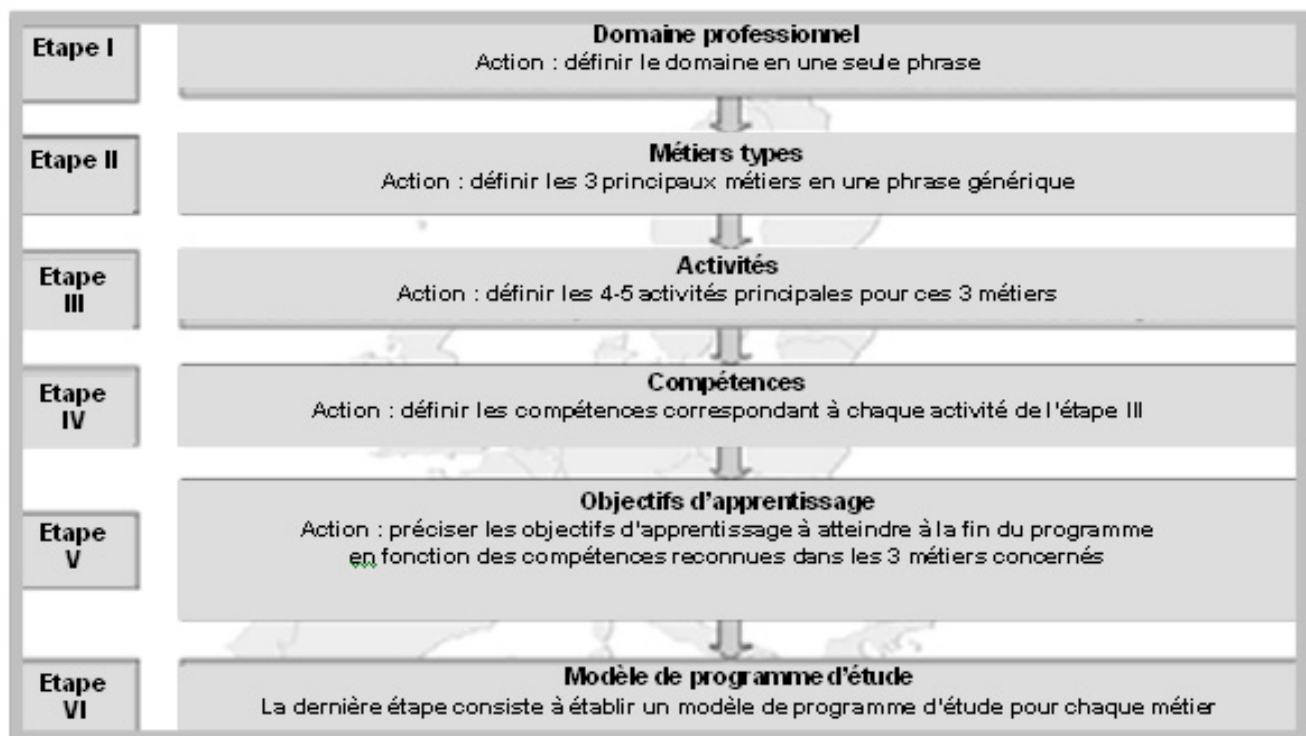 Etape I
Domaine professionnel
Action : définir le domaine en une seule phrase
Etape II
Métiers types
Action : définir les 3 principaux métiers en une phrase générique
Etape
III
Activités
Action : définir les 4-5 activités principales pour ces 3 métiers
Etape
IV
Compétences
Action : définir les compétences correspondant à chaque activité de l'étape III
Etape
V
Objectifs d'apprentissage
Action : préciser les objectifs d'apprentissage à atteindre à la fin du programme
en fonction des compétences reconnues dans les 3 métiers concernés
Etape
VI
Modèle de programme d'étude
La dernière étape consiste à établir un modèle de programme d'étude pour chaque métier